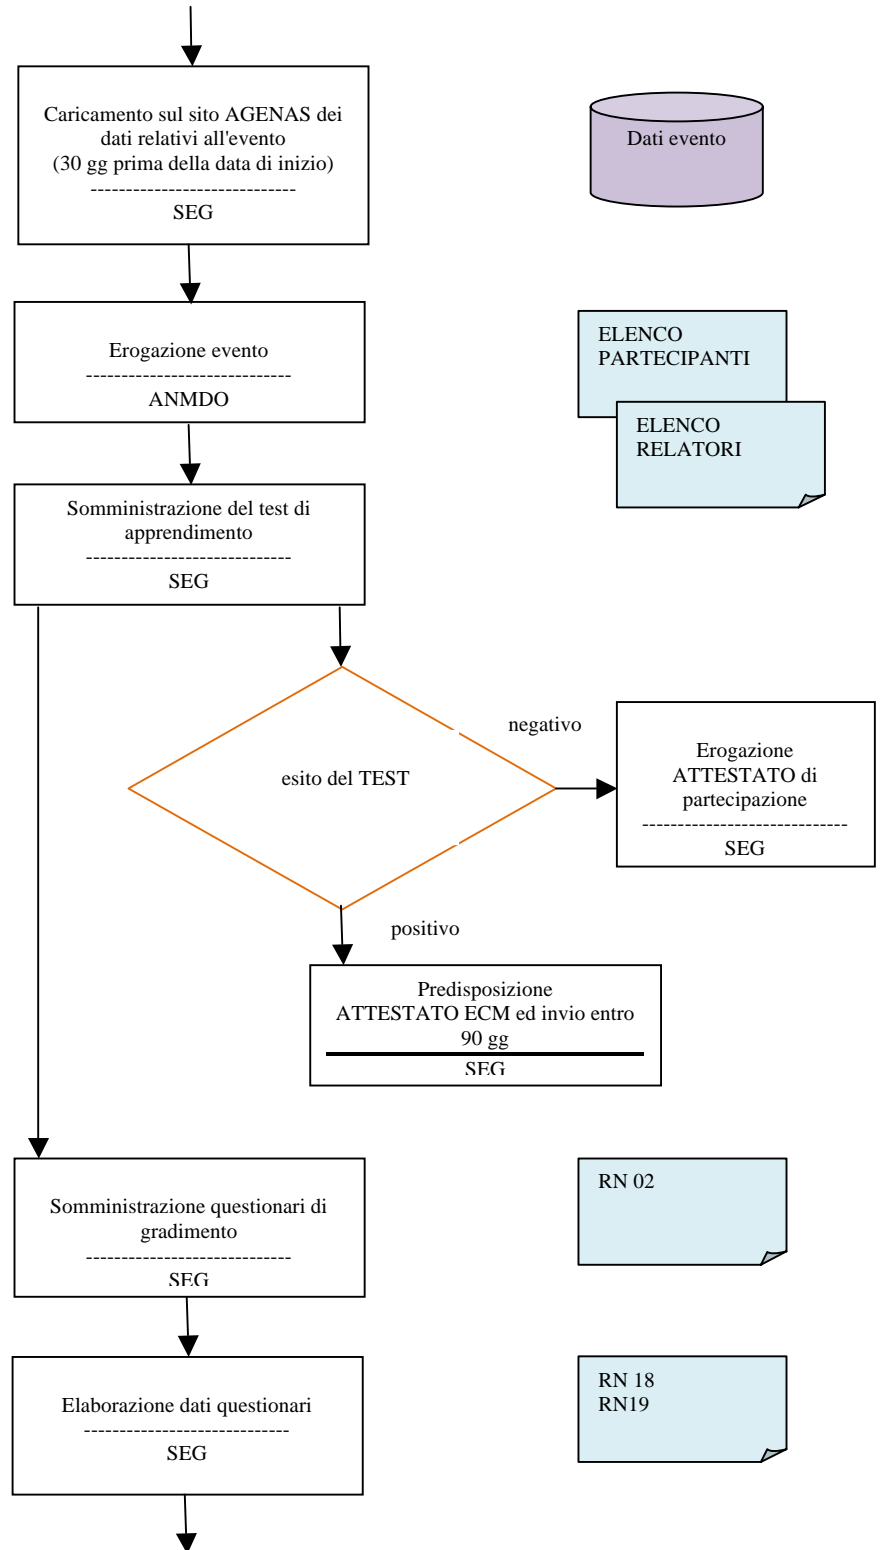 Caricamento sul sito AGENAS dei
dati relativi all'evento
(30 gg prima della data di inizio)
-----------------------------
SEG
Dati evento
Erogazione evento
-----------------------------
ANMDO
ELENCO
PARTECIPANTI
ELENCO
RELATORI
Somministrazione del test di
apprendimento
-----------------------------
SEG
esito del TEST
negativo
Erogazione
ATTESTATO di
partecipazione
-----------------------------
SEG
positivo
Predisposizione
ATTESTATO ECM ed invio entro
90 gg
SEG
Somministrazione questionari di
gradimento
-----------------------------
SEG
RN 02
Elaborazione dati questionari
-----------------------------
SEG
RN 18
RN19